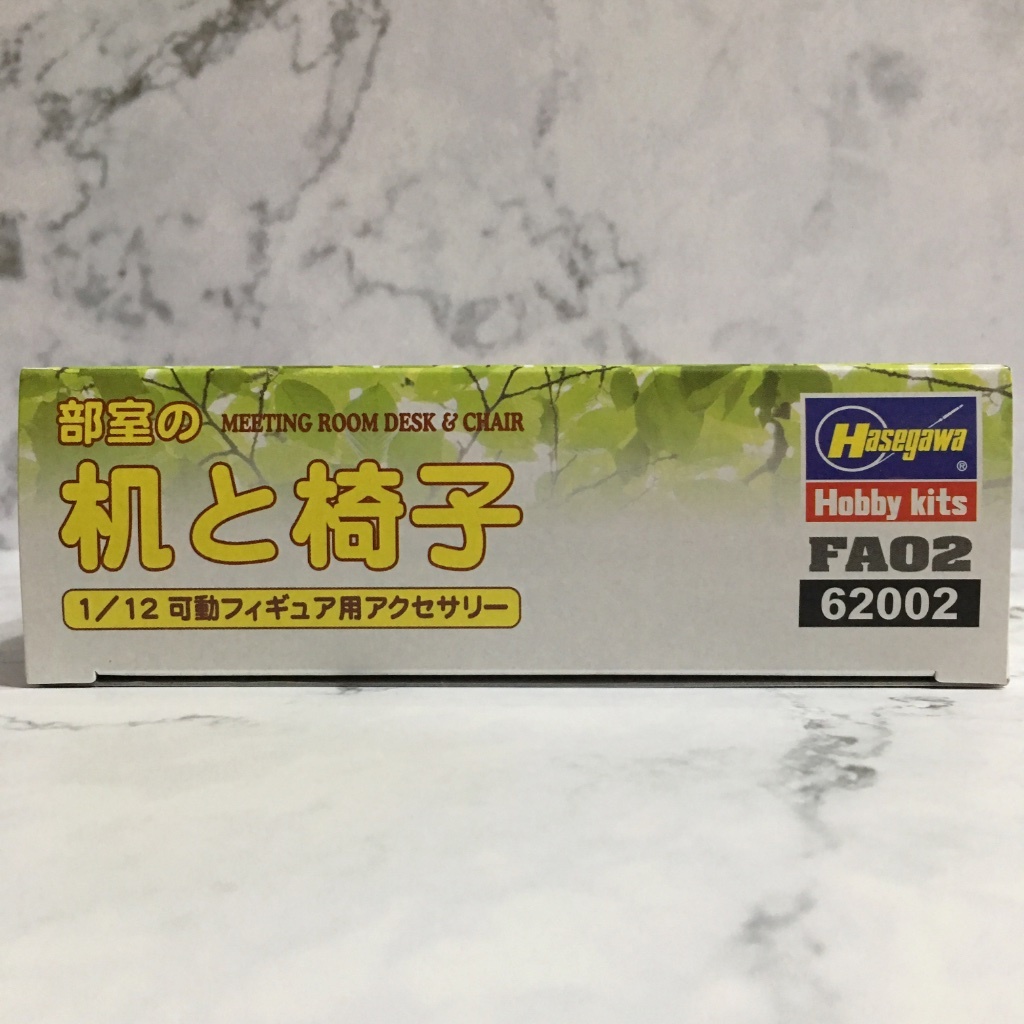 部室の MEETING ROOM DESK & CHAIR
机と椅子
1/12 可動フィギュア用アクセサリー
Hasegawa ®
Hobby kits
FA02
62002